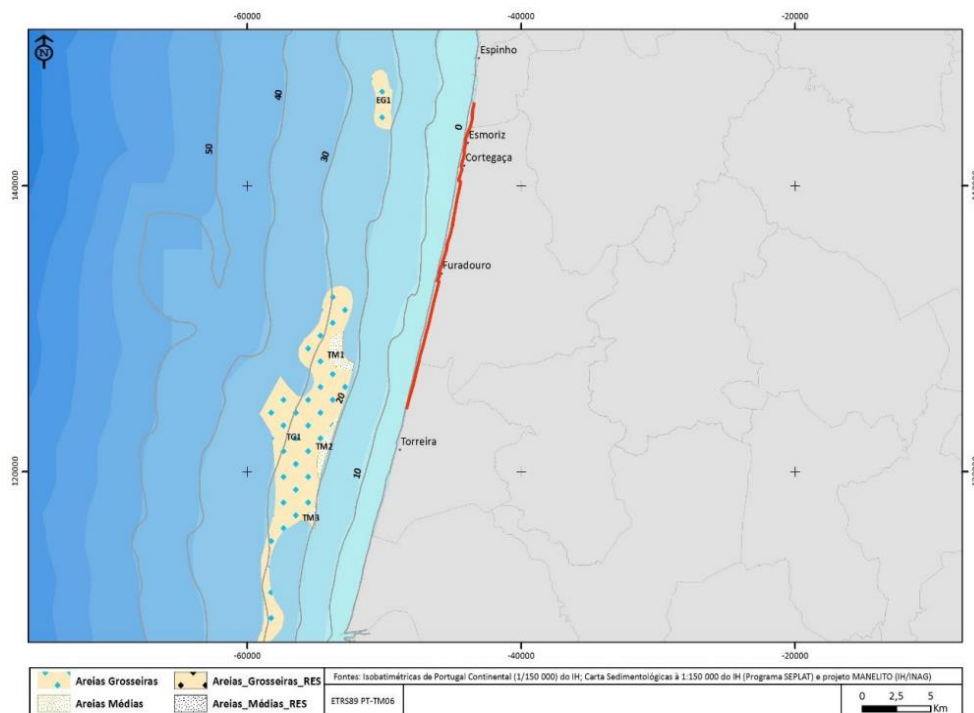 -60000
-40000
-20000
N
Espinho
40
EG1
50
30
0
Esmoriz
Cortegaça
140000
Furadouro
TM1
20
TG1
TM2
Torreira
10
120000
TM3
-60000
-40000
-20000
Areias Grosseiras
Areias_Grosseiras_RES
Fontes: Isobatimétricas de Portugal Continental (1/150 000) do IH; Carta Sedimentológicas à 1:150 000 do IH (Programa SEPLAT) e projeto MANELITO (IH/INAG)
Areias Médias
Areias_Médias_RES
ETRS89 PT-TM06
0 2,5 5
Km